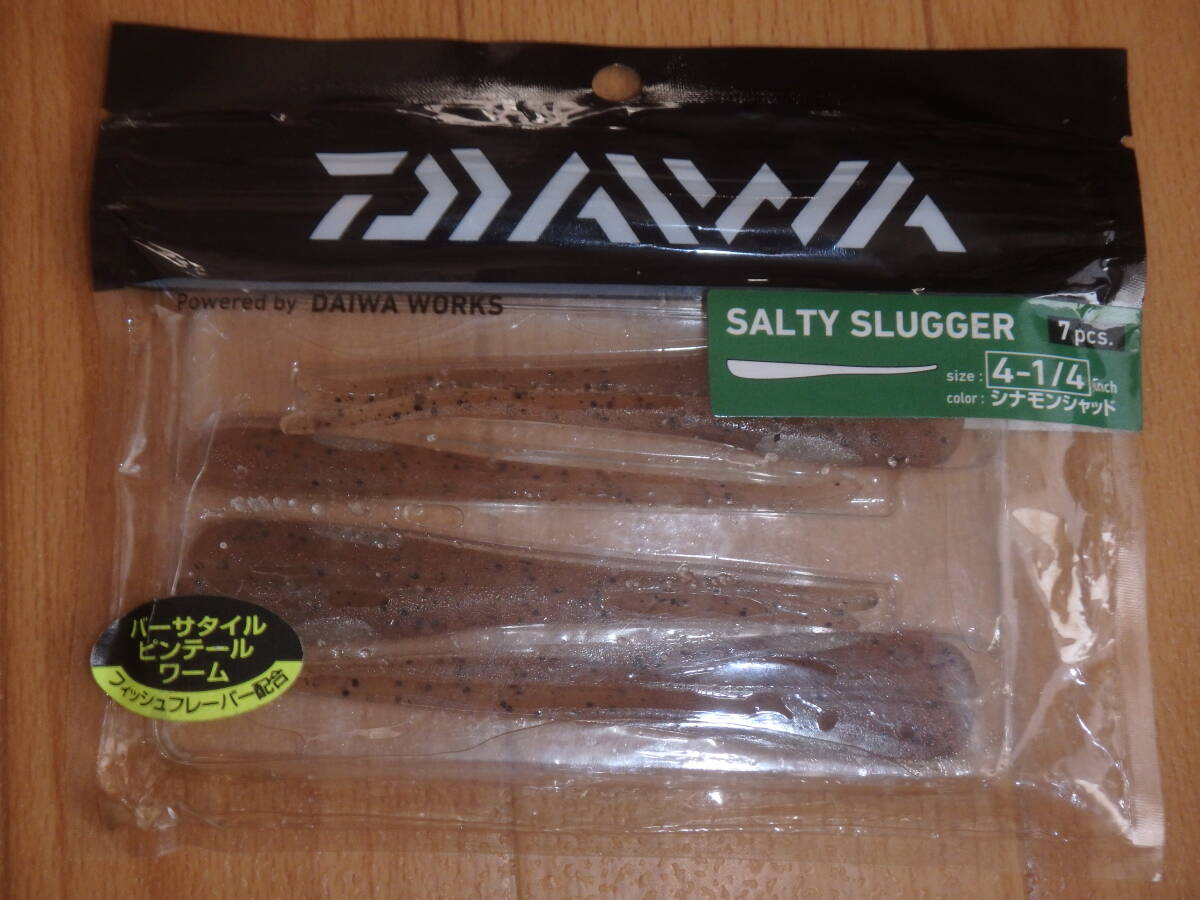 DAIWA
Powered by DAIWA WORKS
SALTY SLUGGER 7 pcs.
size : 4-1/4 inch
color : シナモンシャッド
バーサタイル
ピンテール
ワーム
フィッシュフレーバー配合